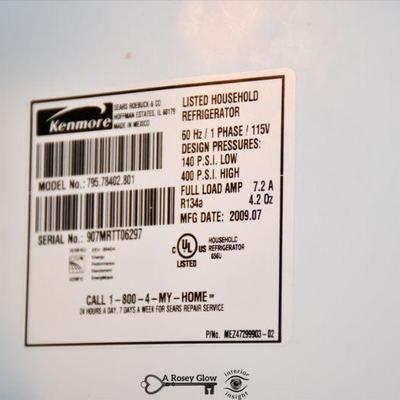 Kenmore
SEARS ROEBUCK & CO
HOFFMAN ESTATES, IL 60179
MADE IN MEXICO
MODEL No.: 795.78402.801
SERIAL No.: 907MRTT06297
LISTED HOUSEHOLD
REFRIGERATOR
60 Hz / 1 PHASE / 115V
DESIGN PRESSURES:
140 P.S.I. LOW
400 P.S.I. HIGH
FULL LOAD AMP 7.2 A
R134a 4.2 Oz
MFG DATE: 2009.07
UL
LISTED
HOUSEHOLD
REFRIGERATOR
656U
CALL 1-800-4-MY-HOME
24 HOURS A DAY, 7 DAYS A WEEK FOR SEARS REPAIR SERVICE
P/No. MEZ47299903-02
A Rosey Glow
interior
insight